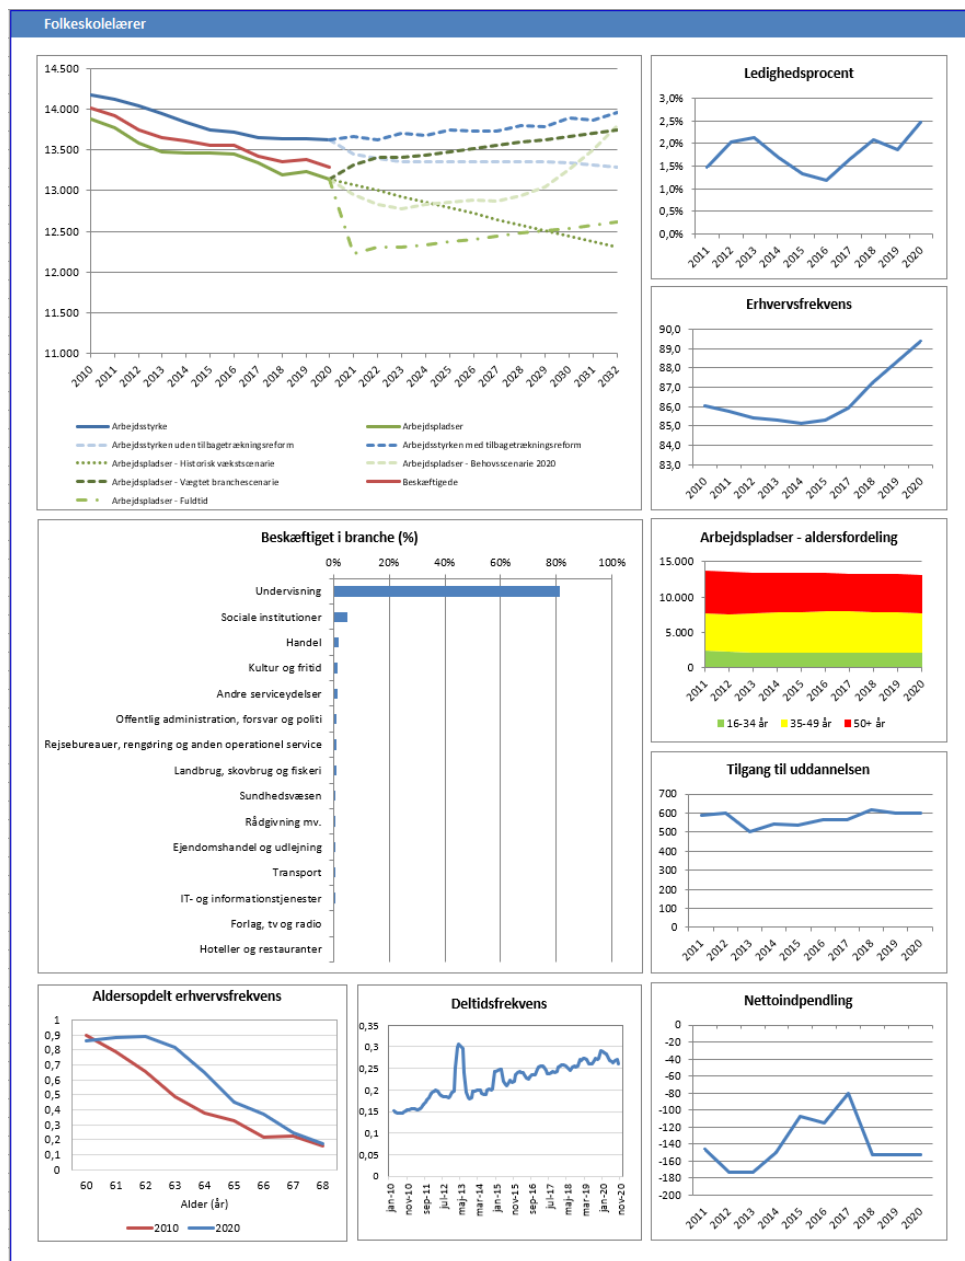 Folkeskolelærer
14.500
14.000
13.500
13.000
12.500
12.000
11.500
11.000
2010 2011 2012 2013 2014 2015 2016 2017 2018 2019 2020 2021 2022 2023 2024 2025 2026 2027 2028 2029 2030 2031 2032
Arbejdsstyrke
Arbejdspladser
Arbejdsstyrken uden tilbagetrækningsreform
Arbejdsstyrken med tilbagetrækningsreform
Arbejdspladser - Historisk vækstscenarie
Arbejdspladser - Behovsscenarie 2020
Arbejdspladser - Vægtet branchescenarie
Beskæftigede
Arbejdspladser - Fuldtid
Ledighedsprocent
3,0%
2,5%
2,0%
1,5%
1,0%
0,5%
0,0%
2011 2012 2013 2014 2015 2016 2017 2018 2019 2020
Erhvervsfrekvens
90,0
89,0
88,0
87,0
86,0
85,0
84,0
83,0
2010 2011 2012 2013 2014 2015 2016 2017 2018 2019 2020
Beskæftiget i branche (%)
0% 20% 40% 60% 80% 100%
Undervisning
Sociale institutioner
Handel
Kultur og fritid
Andre serviceydelser
Offentlig administration, forsvar og politi
Rejsebureauer, rengøring og anden operationel service
Landbrug, skovbrug og fiskeri
Sundhedsvæsen
Rådgivning mv.
Ejendomshandel og udlejning
Transport
IT- og informationstjenester
Forlag, tv og radio
Hoteller og restauranter
Arbejdspladser - aldersfordeling
15.000
10.000
5.000
0
2011 2012 2013 2014 2015 2016 2017 2018 2019 2020
16-34 år 35-49 år 50+ år
Tilgang til uddannelsen
700
600
500
400
300
200
100
0
2011 2012 2013 2014 2015 2016 2017 2018 2019 2020
Aldersopdelt erhvervsfrekvens
1
0,9
0,8
0,7
0,6
0,5
0,4
0,3
0,2
0,1
0
60 61 62 63 64 65 66 67 68
Alder (år)
2010 2020
Deltidsfrekvens
0,35
0,3
0,25
0,2
0,15
0,1
0,05
0
jan-10 nov-10 sep-11 jul-12 maj-13 mar-14 jan-15 nov-15 sep-16 jul-17 maj-18 mar-19 jan-20 nov-20
Nettoindpendling
0
-20
-40
-60
-80
-100
-120
-140
-160
-180
-200
2011 2012 2013 2014 2015 2016 2017 2018 2019 2020